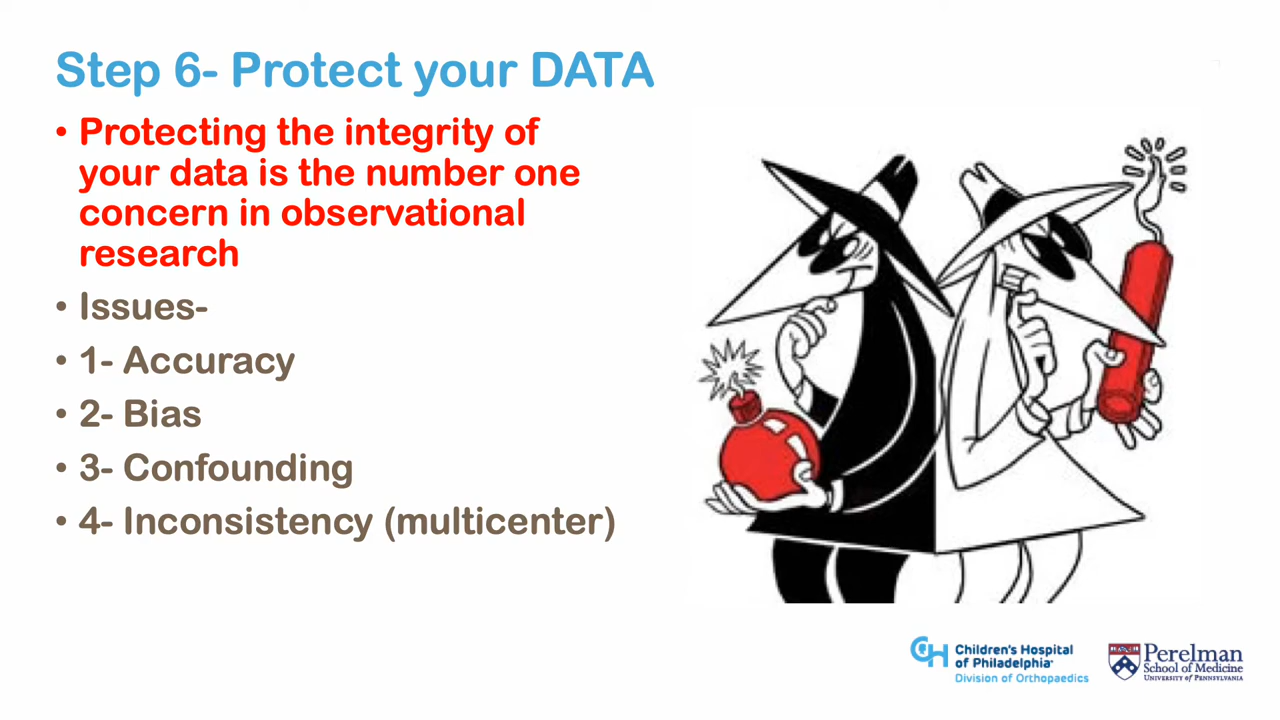 Step 6- Protect your DATA
• Protecting the integrity of
your data is the number one
concern in observational
research
• Issues-
• 1- Accuracy
• 2- Bias
• 3- Confounding
• 4- Inconsistency (multicenter)
Children's Hospital
of Philadelphia
Division of Orthopaedics
Perelman
School of Medicine
University of Pennsylvania